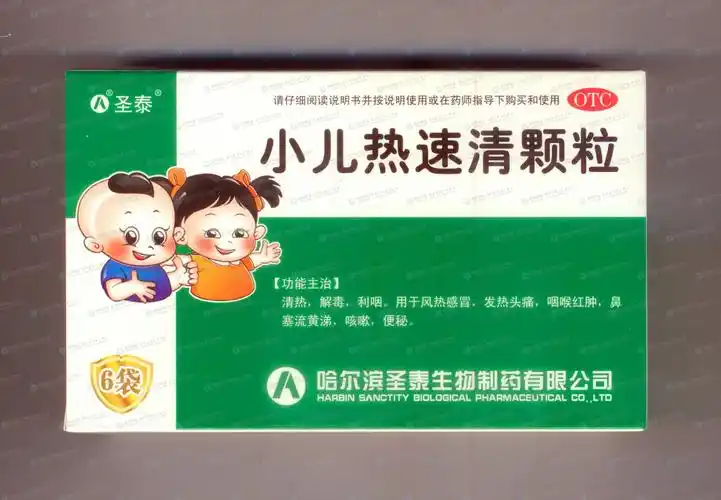 圣泰®
请仔细阅读说明书并按说明使用或在药师指导下购买和使用 OTC
小儿热速清颗粒
【功能主治】
清热，解毒，利咽。用于风热感冒，发热头痛，咽喉红肿，鼻
塞流黄涕，咳嗽，便秘。
6袋
哈尔滨圣泰生物制药有限公司
HARBIN SANCTITY BIOLOGICAL PHARMACEUTICAL CO.,LTD